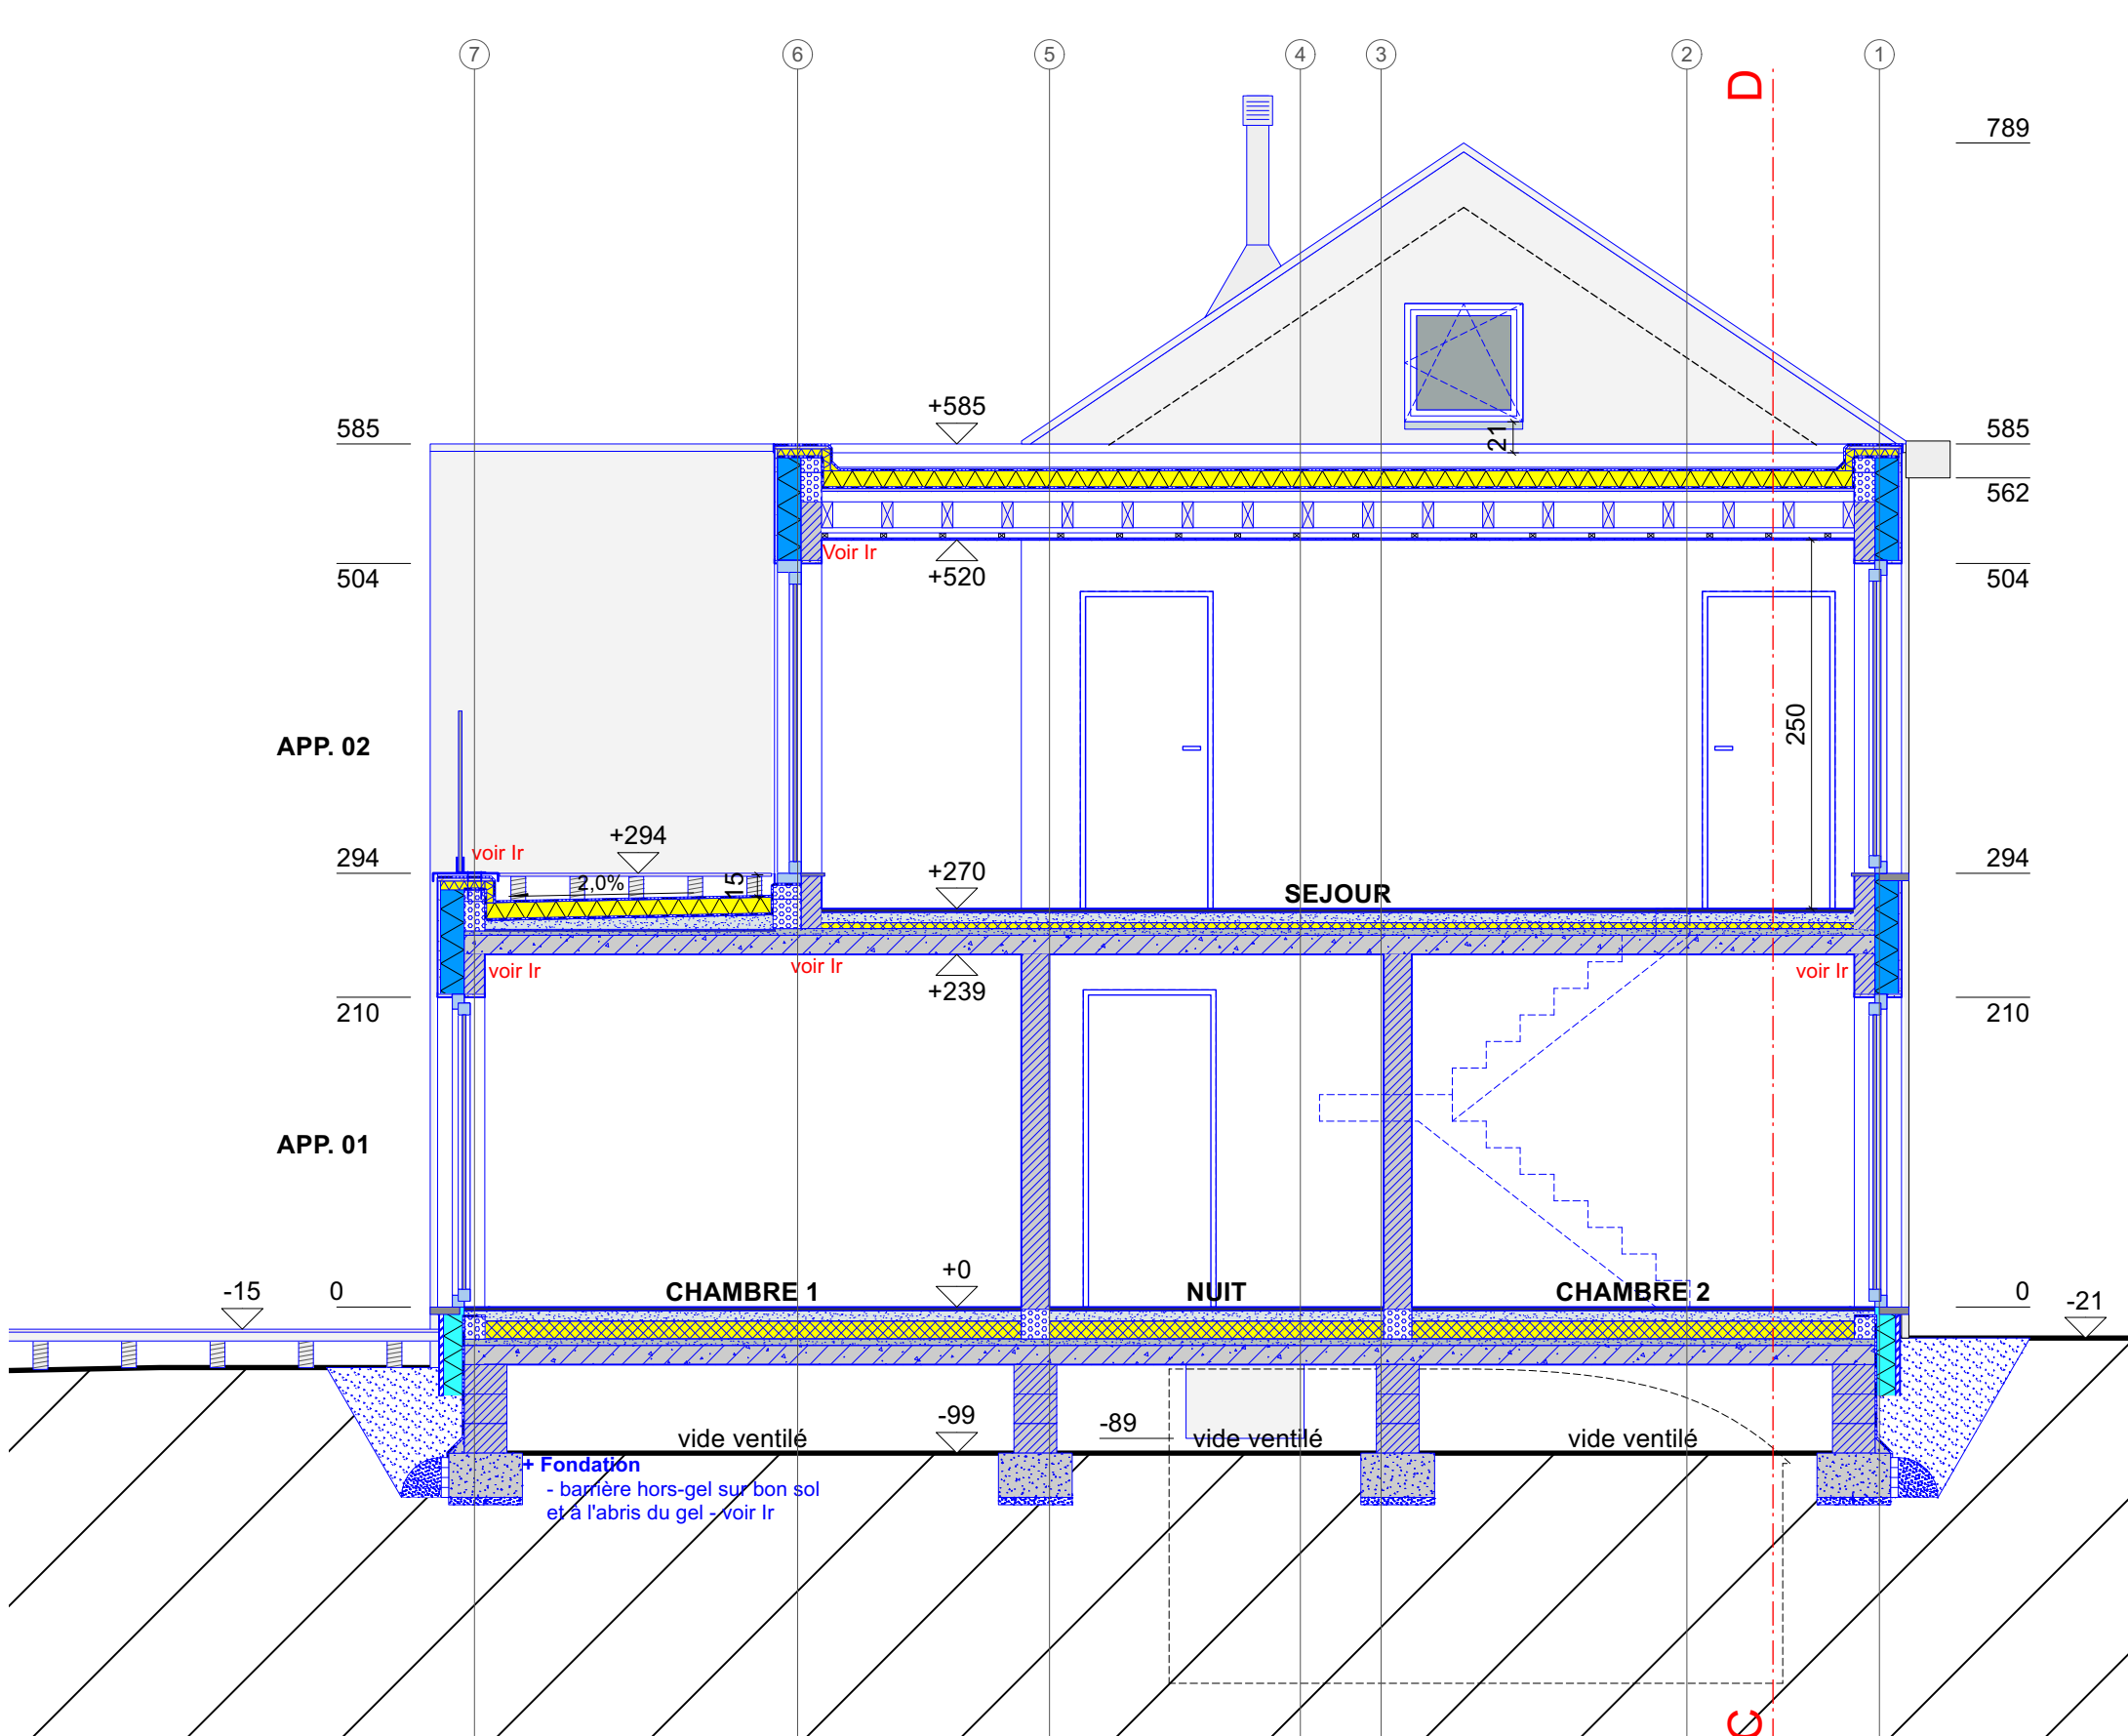 7
6
5
4
3
2
1
D
789
+585
585
21
585
562
Voir Ir
+520
504
504
250
APP. 02
+294
voir Ir
294
2,0%
15
+270
SEJOUR
294
voir Ir
voir Ir
+239
voir Ir
210
210
APP. 01
-15
0
+0
CHAMBRE 1
NUIT
CHAMBRE 2
0
-21
-99
-89
vide ventilé
vide ventilé
vide ventilé
+ Fondation
- barrière hors-gel sur bon sol
et à l'abris du gel - voir Ir
C